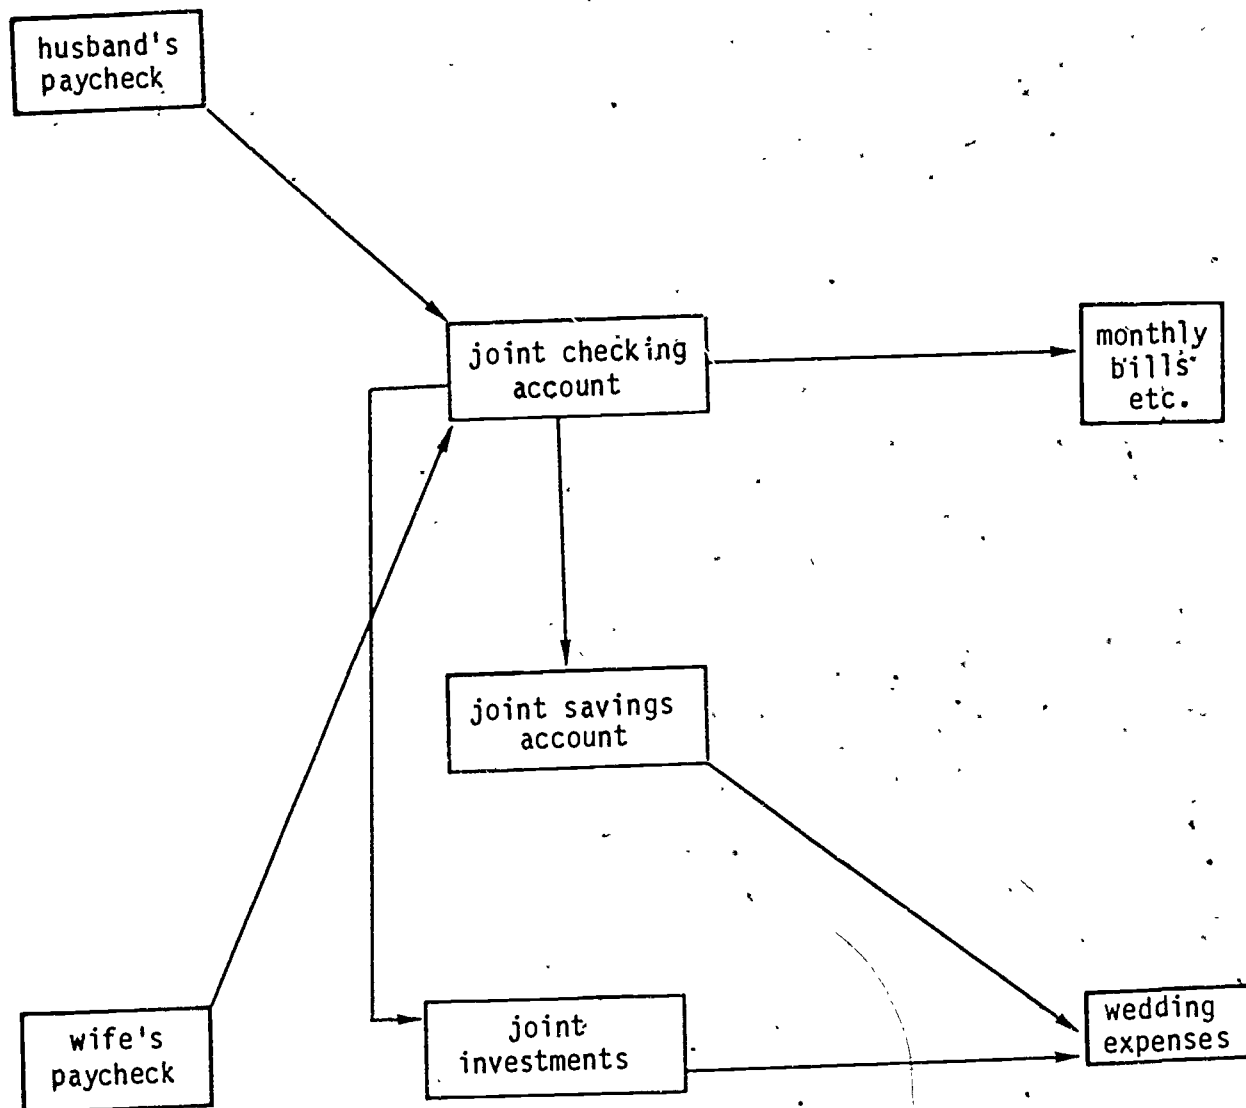 husband's
paycheck
joint checking
account
monthly
bills
etc.
joint savings
account
wife's
paycheck
joint
investments
wedding
expenses